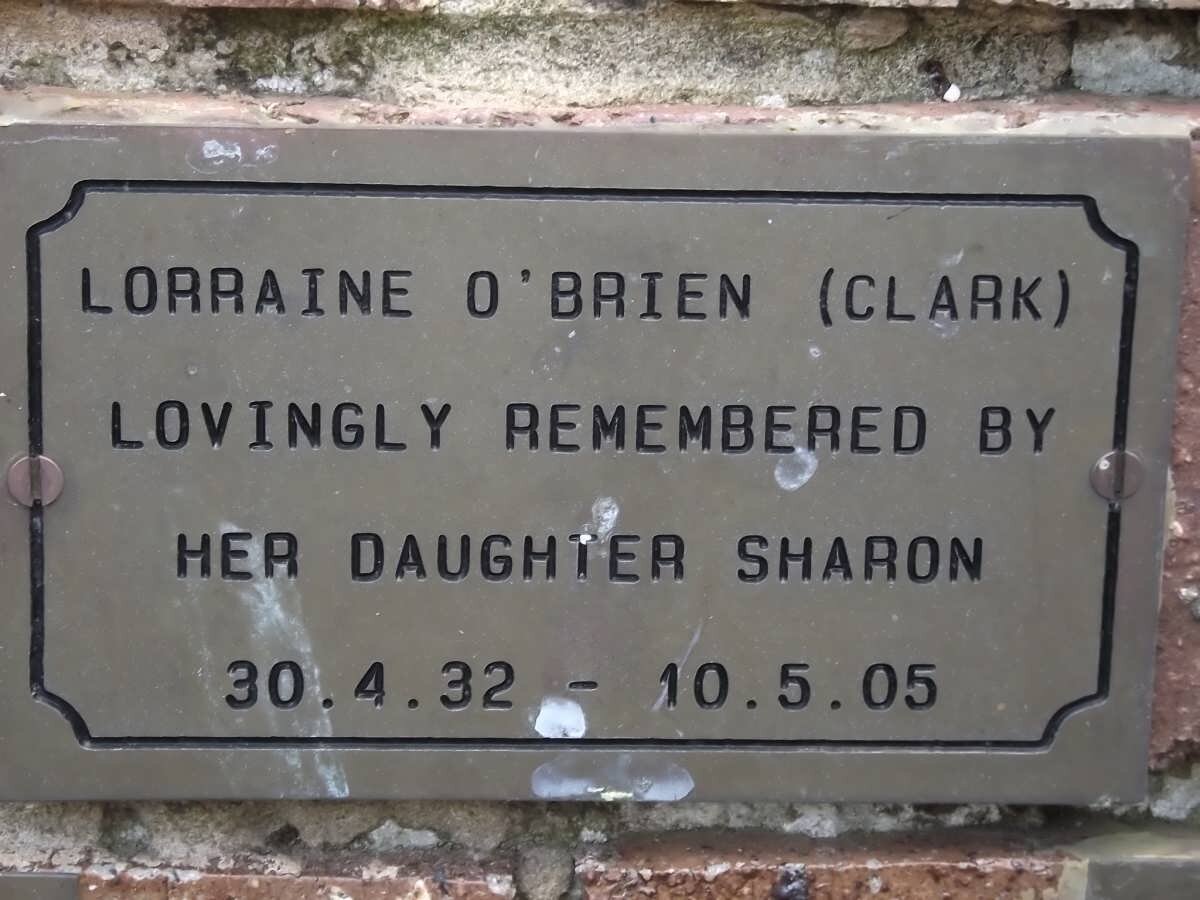 LORRAINE O'BRIEN (CLARK)
LOVINGLY REMEMBERED BY
HER DAUGHTER SHARON
30.4.32 - 10.5.05